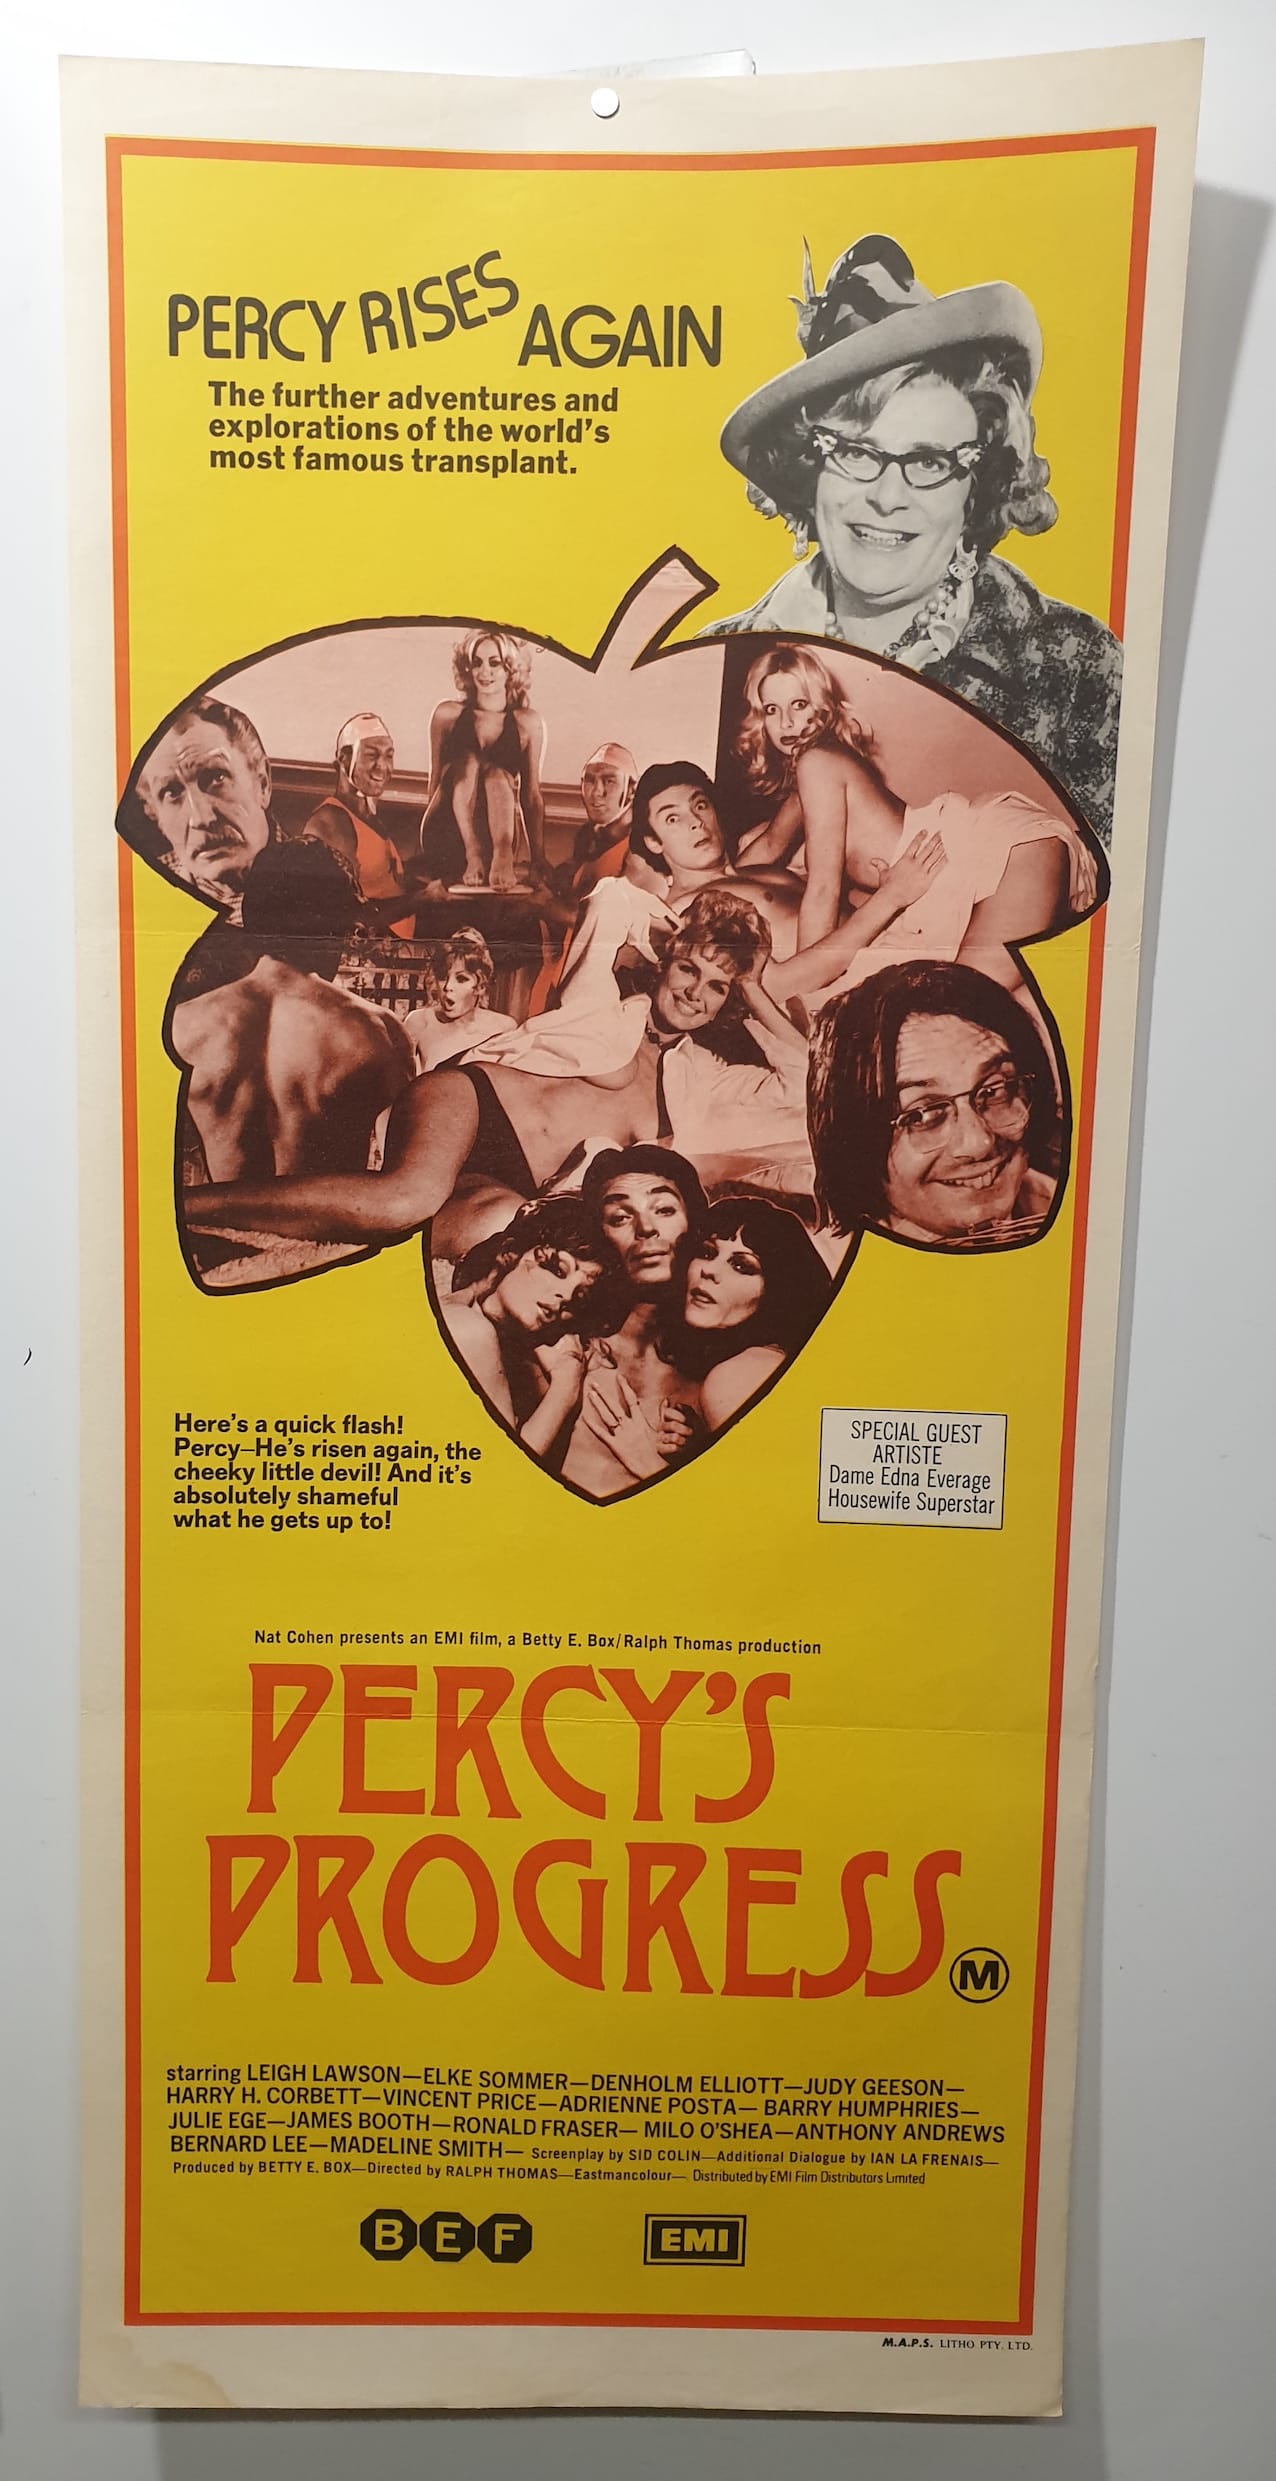 PERCY RISES AGAIN
The further adventures and
explorations of the world's
most famous transplant.
Here's a quick flash!
Percy—He's risen again, the
cheeky little devil! And it's
absolutely shameful
what he gets up to!
SPECIAL GUEST
ARTISTE
Dame Edna Everage
Housewife Superstar
Nat Cohen presents an EMI film, a Betty E. Box/Ralph Thomas production
PERCY'S
PROGRESS
M
starring LEIGH LAWSON—ELKE SOMMER—DENHOLM ELLIOTT—JUDY GEESON—
HARRY H. CORBETT—VINCENT PRICE—ADRIENNE POSTA— BARRY HUMPHRIES—
JULIE EGE—JAMES BOOTH—RONALD FRASER— MILO O'SHEA—ANTHONY ANDREWS
BERNARD LEE—MADELINE SMITH— Screenplay by SID COLIN—Additional Dialogue by IAN LA FRENAIS—
Produced by BETTY E. BOX—Directed by RALPH THOMAS—Eastmancolour— Distributed by EMI Film Distributors Limited
BEF
EMI
M.A.P.S. LITHO PTY. LTD.